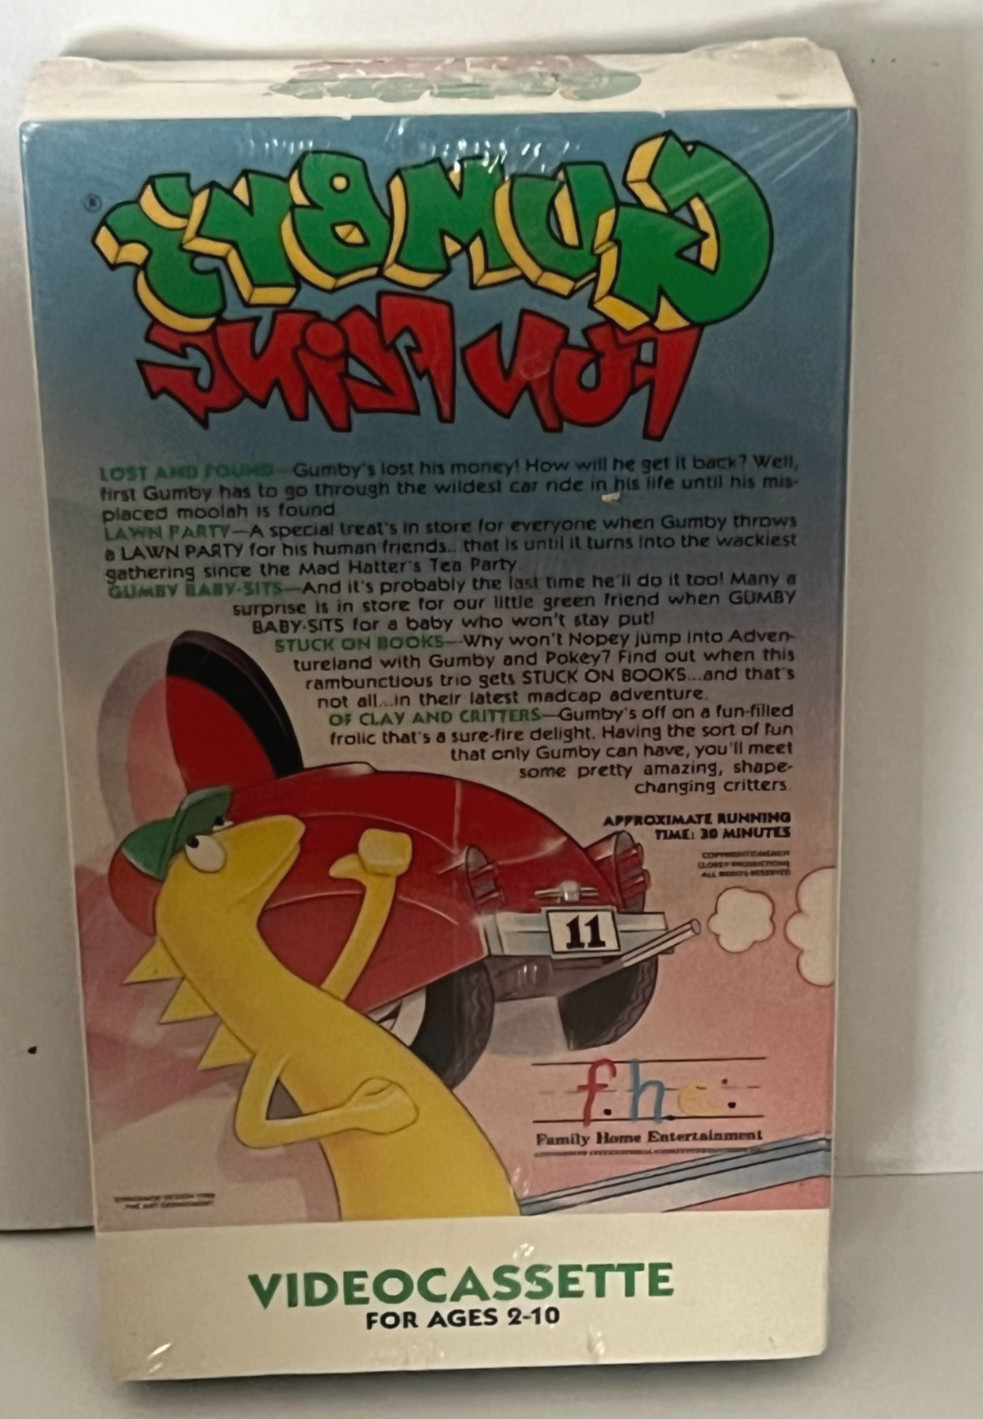 GUMBY'S ®
FUN FLING
LOST AND FOUND—Gumby's lost his money! How will he get it back? Well,
first Gumby has to go through the wildest car ride in his life until his mis-
placed moolah is found.
LAWN PARTY—A special treat's in store for everyone when Gumby throws
a LAWN PARTY for his human friends.. that is until it turns into the wackiest
gathering since the Mad Hatter's Tea Party
GUMBY BABY-SITS—And it's probably the last time he'll do it too! Many a
surprise is in store for our little green friend when GUMBY
BABY-SITS for a baby who won't stay put!
STUCK ON BOOKS—Why won't Nopey jump into Adven-
tureland with Gumby and Pokey? Find out when this
rambunctious trio gets STUCK ON BOOKS...and that's
not all...in their latest madcap adventure.
OF CLAY AND CRITTERS—Gumby's off on a fun-filled
frolic that's a sure-fire delight. Having the sort of fun
that only Gumby can have, you'll meet
some pretty amazing, shape-
changing critters.
APPROXIMATE RUNNING
TIME: 30 MINUTES
COPYRIGHT
CLOKEY PRODUCTIONS
ALL RIGHTS RESERVED
11
f.h.e.
Family Home Entertainment
THE ART DEPARTMENT
VIDEOCASSETTE
FOR AGES 2-10